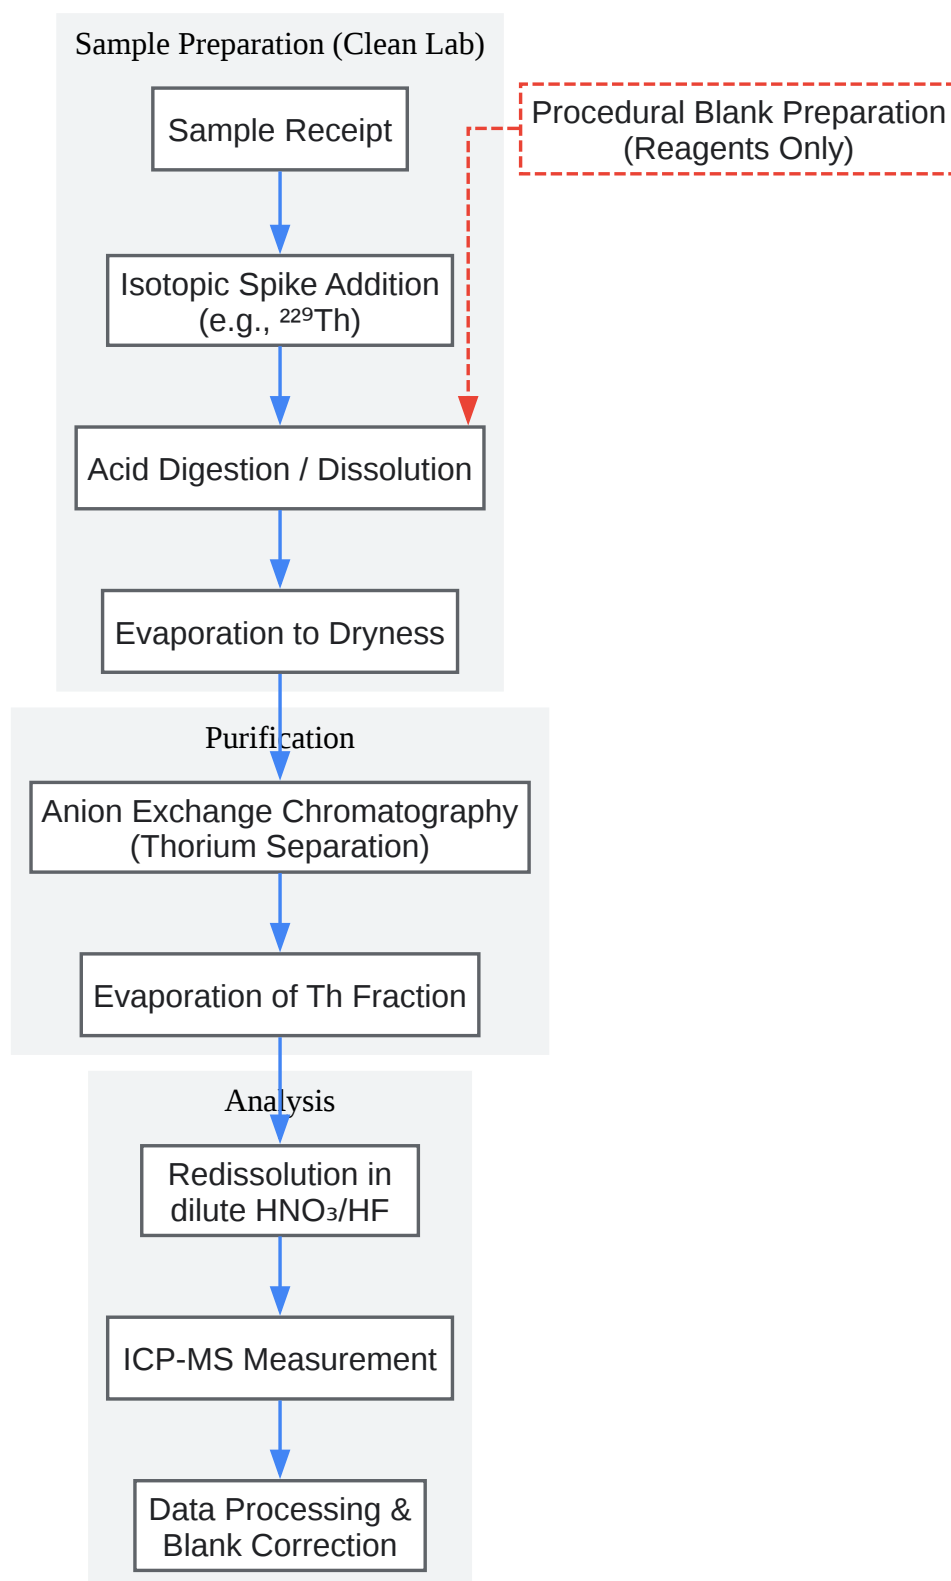 Sample Preparation (Clean Lab)
Sample Receipt
Procedural Blank Preparation
(Reagents Only)
Isotopic Spike Addition
(e.g., ²²⁹Th)
Acid Digestion / Dissolution
Evaporation to Dryness
Purification
Anion Exchange Chromatography
(Thorium Separation)
Evaporation of Th Fraction
Analysis
Redissolution in
dilute HNO₃/HF
ICP-MS Measurement
Data Processing &
Blank Correction